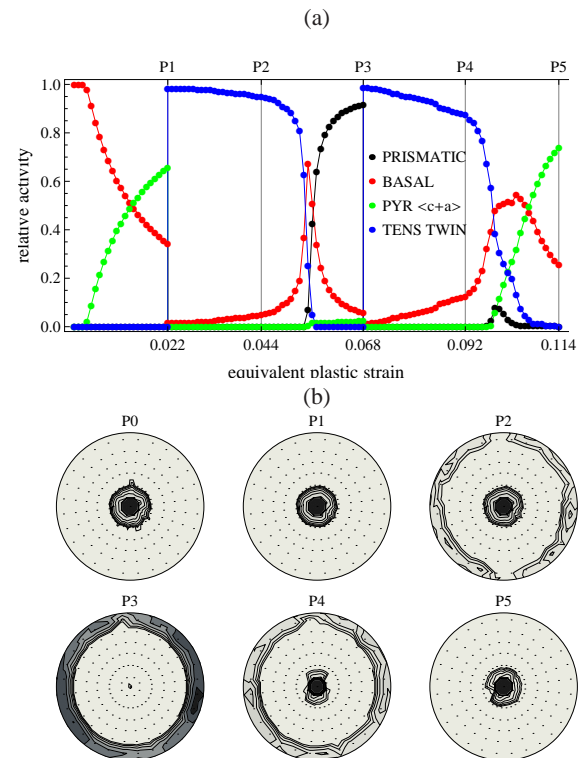 (a)
P1 P2 P3 P4 P5
1.0
0.8
0.6
0.4
0.2
0.0
relative activity
PRISMATIC
BASAL
PYR <c+a>
TENS TWIN
0.022 0.044 0.068 0.092 0.114
equivalent plastic strain
(b)
P0 P1 P2
P3 P4 P5